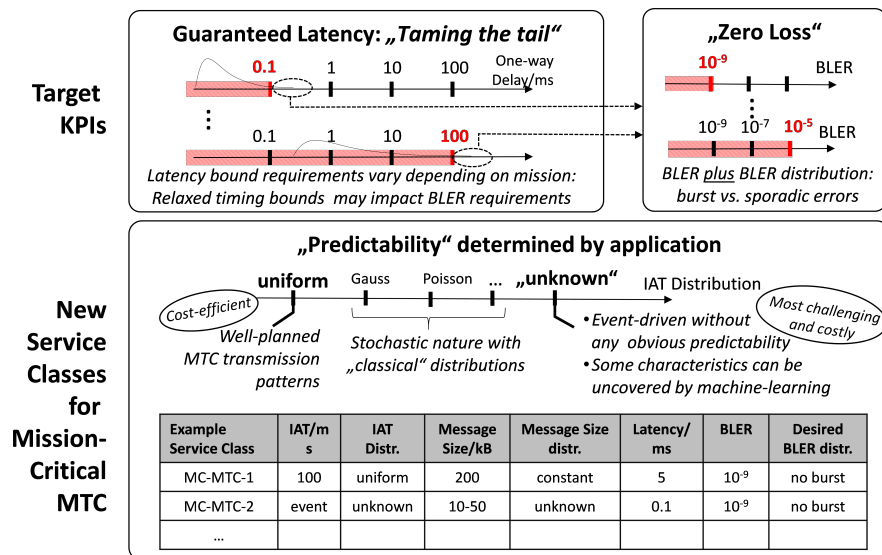 Guaranteed Latency: „Taming the tail“
„Zero Loss“
Target
KPIs
0.1
1
10
100
One-way
Delay/ms
10-9
BLER
0.1
1
10
100
10-9
10-7
10-5
BLER
Latency bound requirements vary depending on mission:
Relaxed timing bounds may impact BLER requirements
BLER plus BLER distribution:
burst vs. sporadic errors
New
Service
Classes
for
Mission-
Critical
MTC
„Predictability“ determined by application
Cost-efficient
uniform
Gauss
Poisson
...
„unknown“
IAT Distribution
Most challenging
and costly
Well-planned
MTC transmission
patterns
Stochastic nature with
„classical“ distributions
•Event-driven without
any obvious predictability
•Some characteristics can be
uncovered by machine-learning
Example Service Class IAT/ms IAT Distr. Message Size/kB Message Size distr. Latency/ms BLER Desired BLER distr.
MC-MTC-1 100 uniform 200 constant 5 10-9 no burst
MC-MTC-2 event unknown 10-50 unknown 0.1 10-9 no burst
…